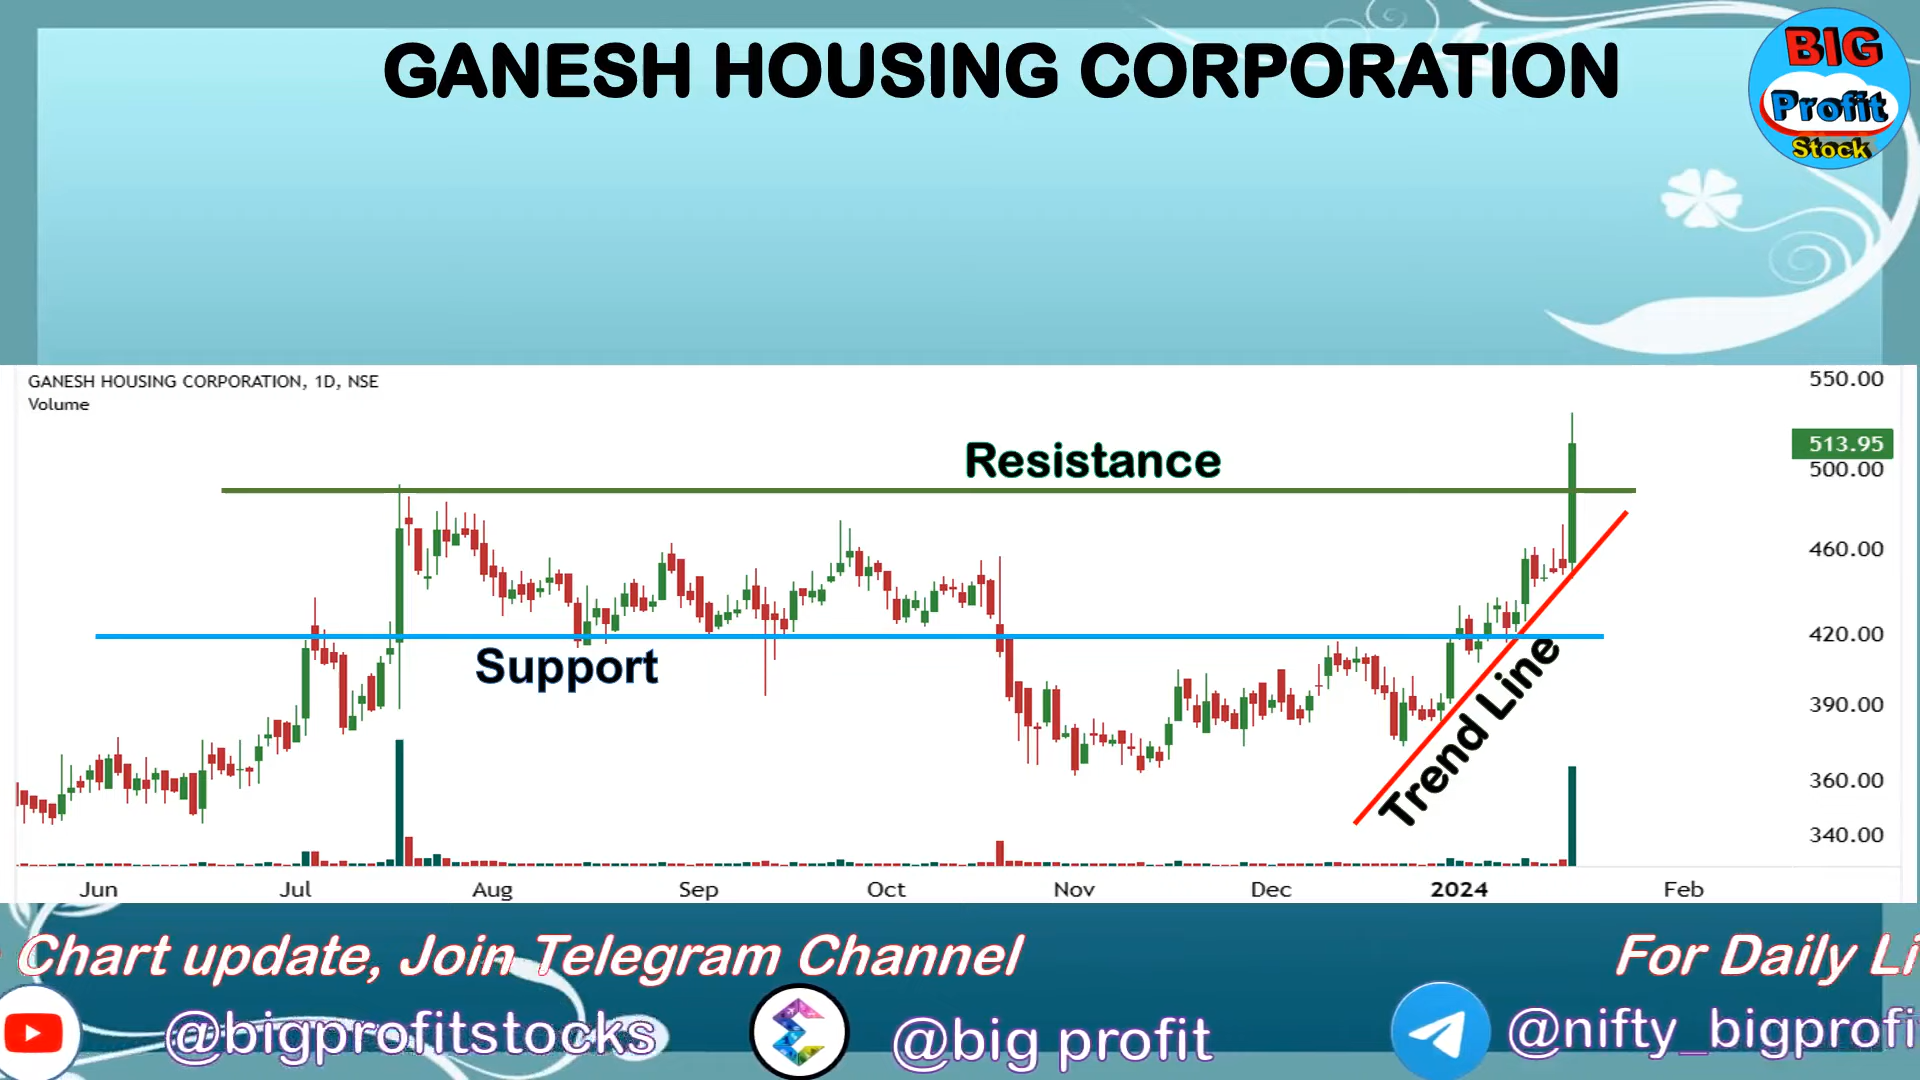 GANESH HOUSING CORPORATION
BIG
Profit
Stock
GANESH HOUSING CORPORATION, 1D, NSE
Volume
550.00
513.95
500.00
460.00
420.00
390.00
360.00
340.00
Resistance
Support
Trend Line
Jun Jul Aug Sep Oct Nov Dec 2024 Feb
Chart update, Join Telegram Channel For Daily Li
@bigprofitstocks @big profit @nifty_bigprofi